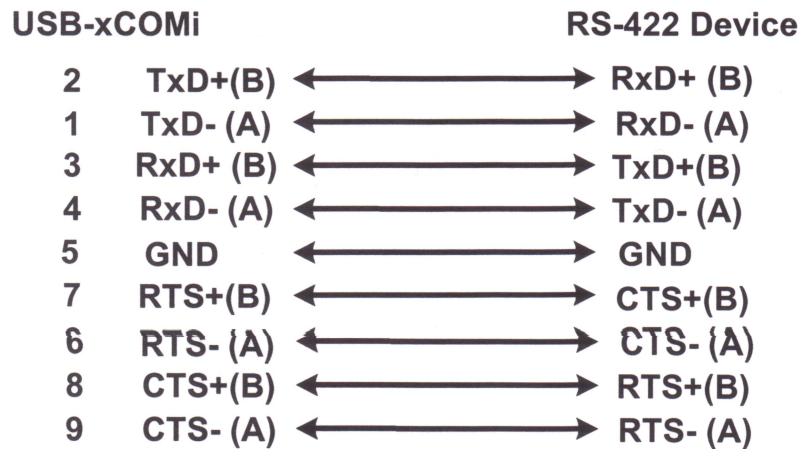 USB-xCOMi RS-422 Device
2 TxD+(B) RxD+ (B)
1 TxD- (A) RxD- (A)
3 RxD+ (B) TxD+(B)
4 RxD- (A) TxD- (A)
5 GND GND
7 RTS+(B) CTS+(B)
6 RTS- (A) CTS- (A)
8 CTS+(B) RTS+(B)
9 CTS- (A) RTS- (A)